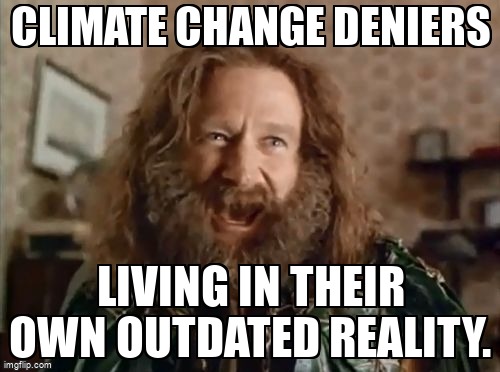 CLIMATE CHANGE DENIERS
LIVING IN THEIR
OWN OUTDATED REALITY.
imgflip.com